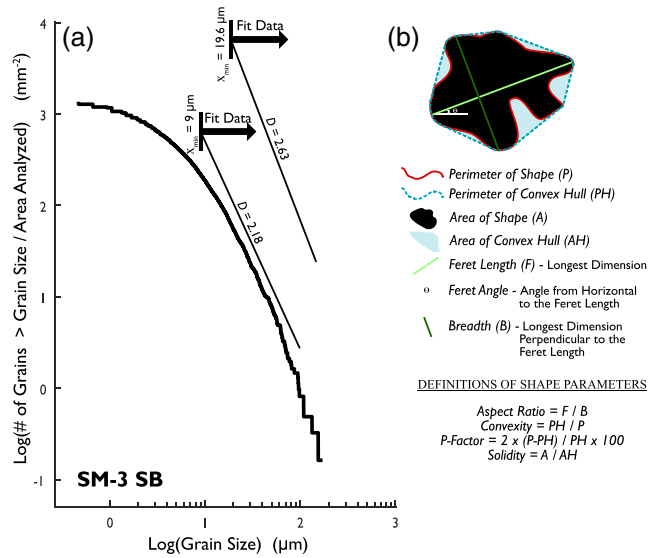 (a)
Log(# of Grains > Grain Size / Area Analyzed) (mm-2)
4
3
2
1
0
-1
X min = 19.6 µm
Fit Data
X min = 9 µm
Fit Data
D = 2.63
D = 2.18
SM-3 SB
0
1
2
3
Log(Grain Size) (µm)
(b)
θ
Perimeter of Shape (P)
Perimeter of Convex Hull (PH)
Area of Shape (A)
Area of Convex Hull (AH)
Feret Length (F) - Longest Dimension
θ Feret Angle - Angle from Horizontal
to the Feret Length
Breadth (B) - Longest Dimension
Perpendicular to the
Feret Length
DEFINITIONS OF SHAPE PARAMETERS
Aspect Ratio = F / B
Convexity = PH / P
P-Factor = 2 x (P-PH) / PH x 100
Solidity = A / AH